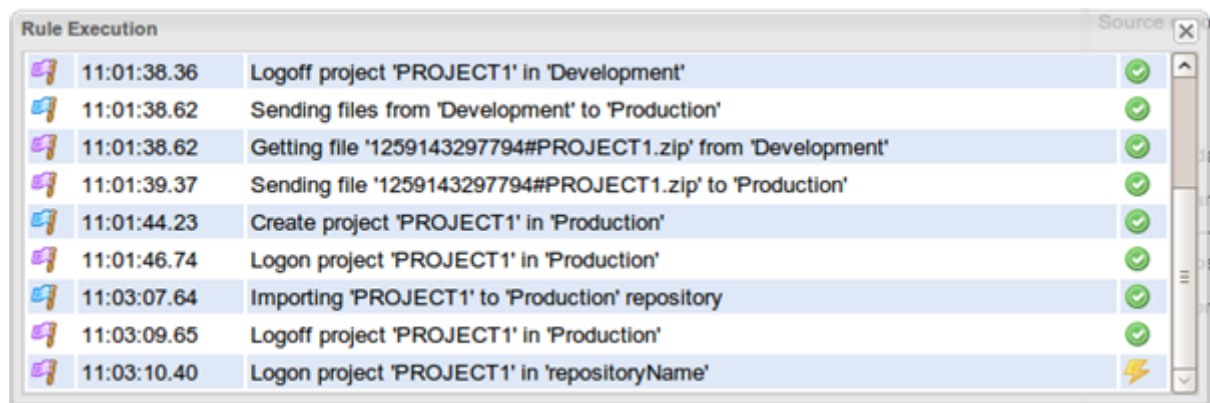 Rule Execution
Source
11:01:38.36 Logoff project 'PROJECT1' in 'Development'
11:01:38.62 Sending files from 'Development' to 'Production'
11:01:38.62 Getting file '1259143297794#PROJECT1.zip' from 'Development'
11:01:39.37 Sending file '1259143297794#PROJECT1.zip' to 'Production'
11:01:44.23 Create project 'PROJECT1' in 'Production'
11:01:46.74 Logon project 'PROJECT1' in 'Production'
11:03:07.64 Importing 'PROJECT1' to 'Production' repository
11:03:09.65 Logoff project 'PROJECT1' in 'Production'
11:03:10.40 Logon project 'PROJECT1' in 'repositoryName'